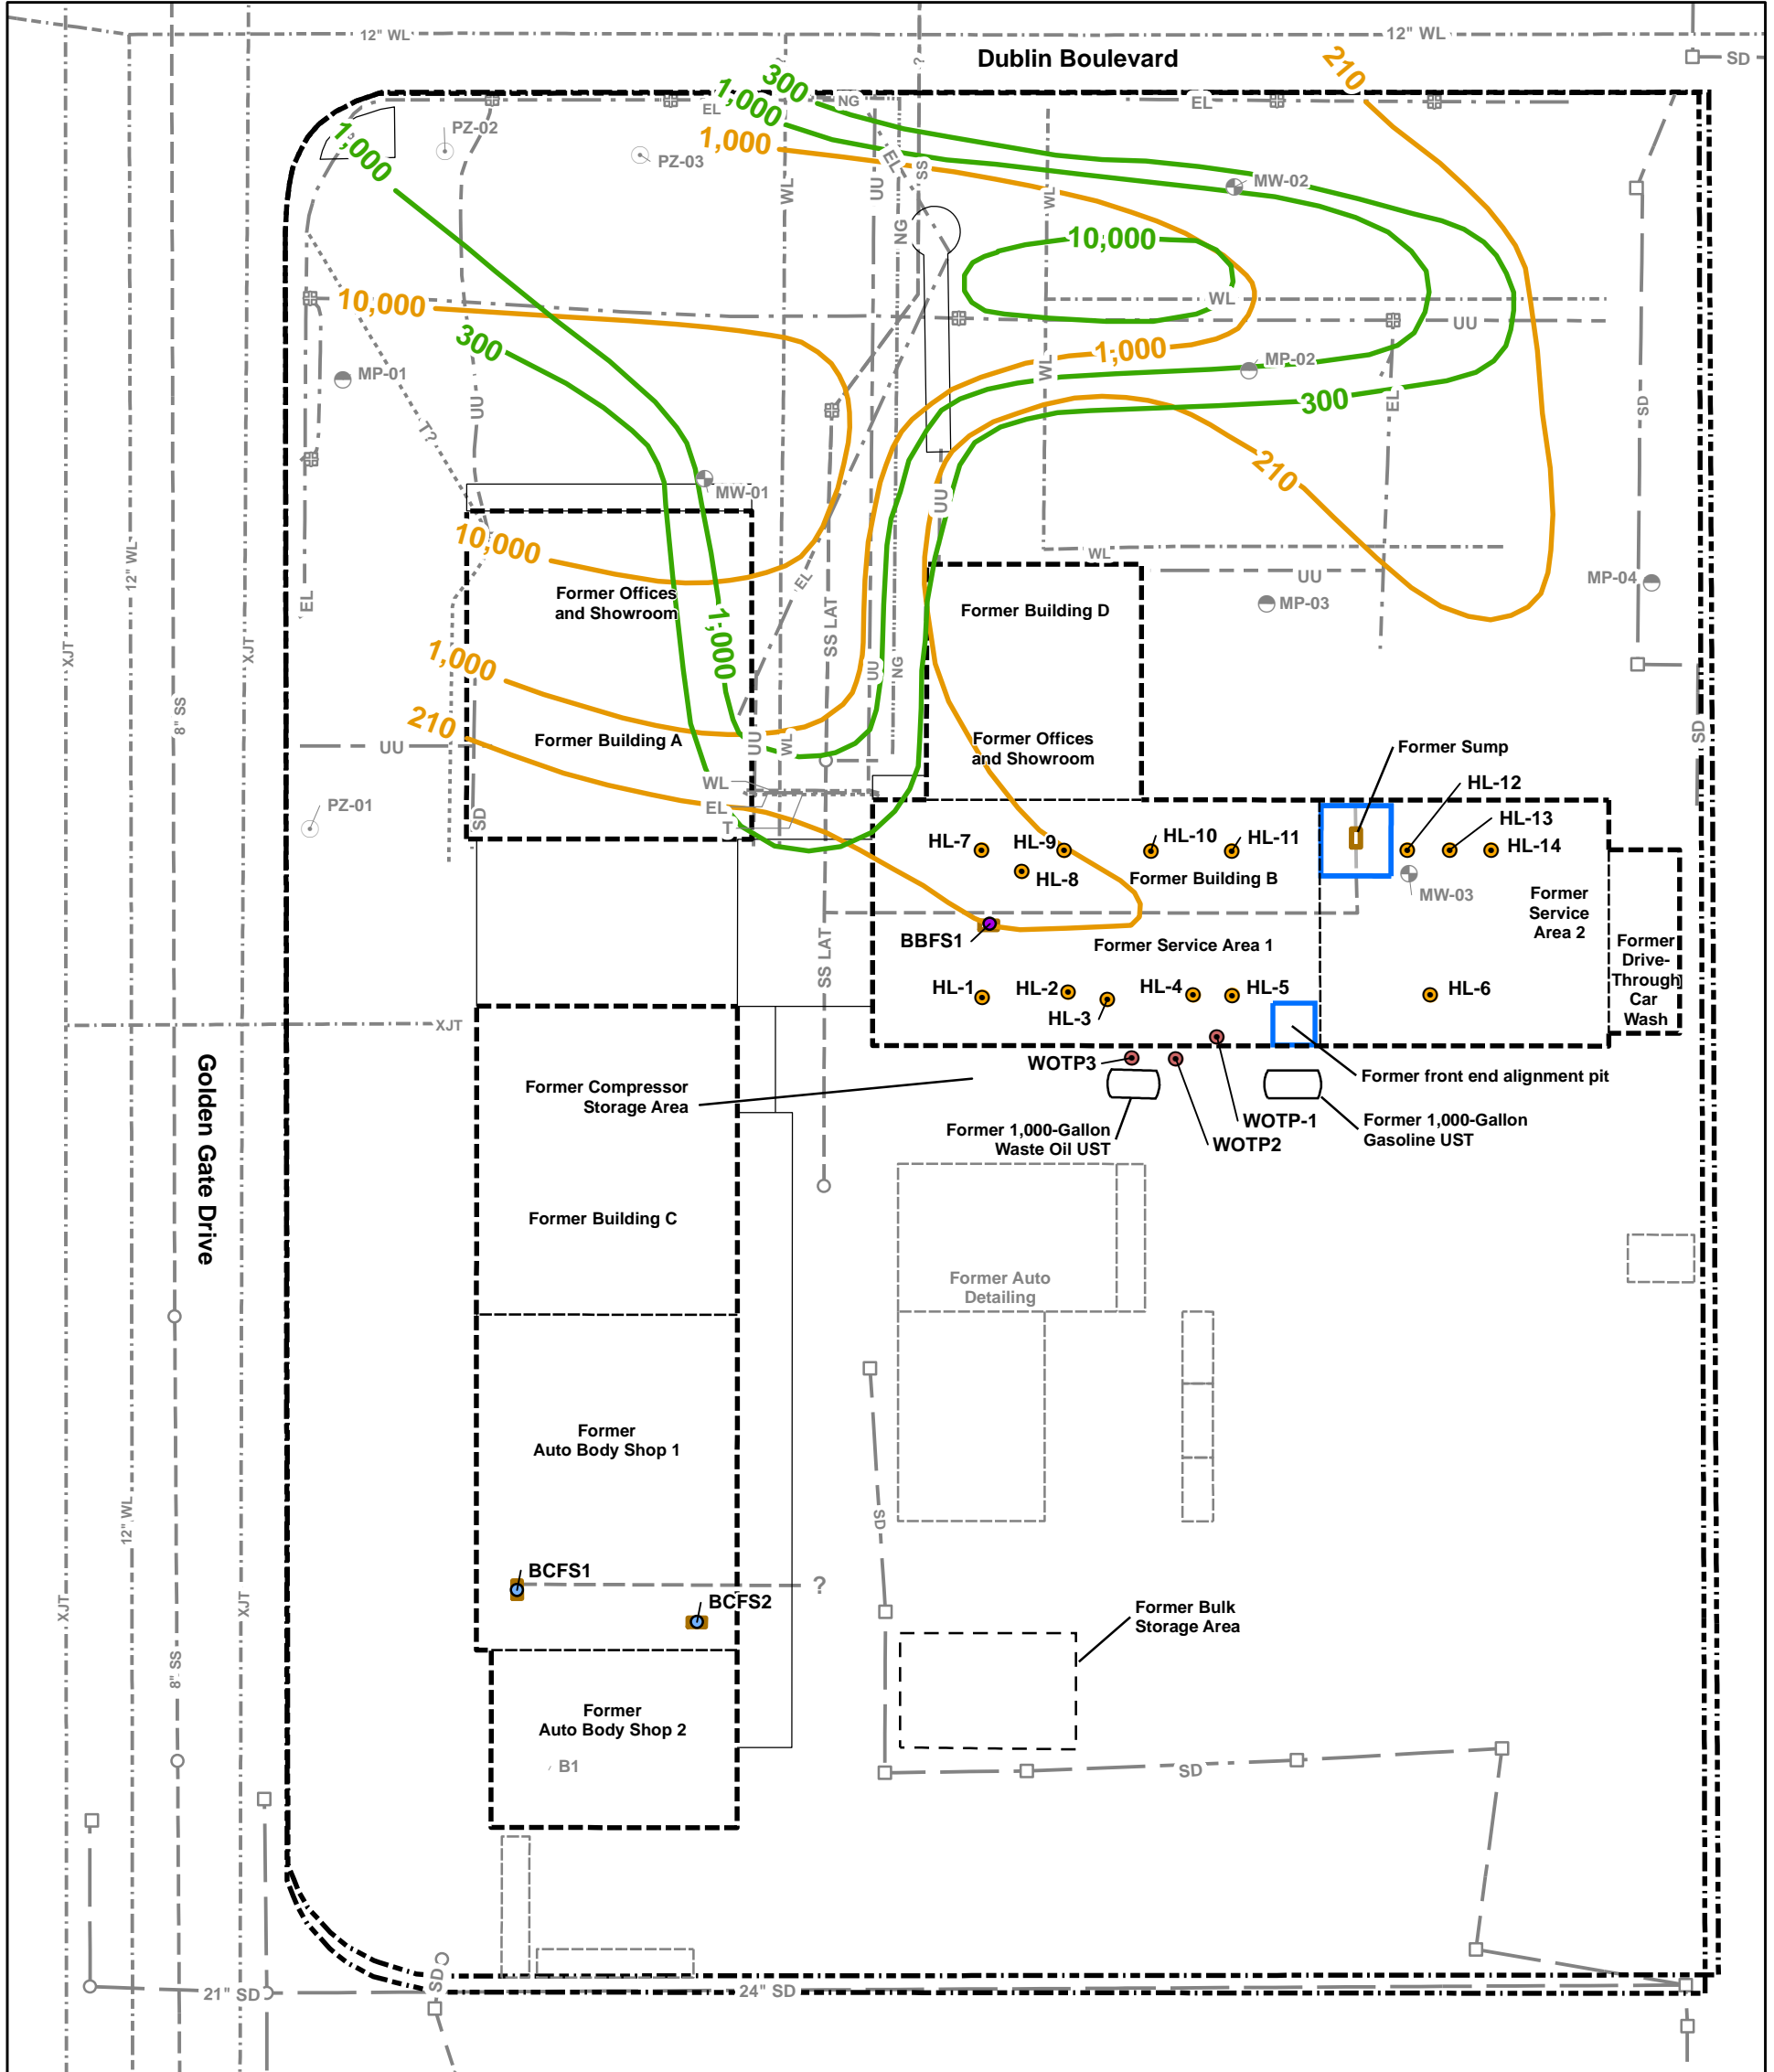 12" WL
12" WL
Dublin Boulevard
SD
?
?
210
300
1,000
1,000
1,000
EL
NG
EL
PZ-02
PZ-03
EL
SS
WL
UU
NG
WL
MW-02
10,000
10,000
WL
UU
300
1,000
MP-02
MP-01
UU
T?
WL
EL
SD
300
210
MW-01
UU
10,000
12" WL
WL
EL
EL
UU
MP-04
MP-03
Former Offices
and Showroom
Former Building D
SS LAT
XJT
XJT
1,000
1,000
UU
NG
8" SS
210
UU
Former Building A
UU
WL
Former Offices
and Showroom
SD
Former Sump
WL
EL
T
PZ-01
SD
HL-12
HL-13
HL-14
HL-7
HL-9
HL-10
HL-11
HL-8
Former Building B
MW-03
Former
Service
Area 2
BBFS1
Former Service Area 1
Former
Drive-
Through
Car
Wash
SS LAT
HL-1
HL-2
HL-3
HL-4
HL-5
HL-6
XJT
Golden Gate Drive
Former Compressor
Storage Area
WOTP3
Former front end alignment pit
Former 1,000-Gallon
Waste Oil UST
WOTP-1
WOTP2
Former 1,000-Gallon
Gasoline UST
Former Building C
Former Auto
Detailing
Former
Auto Body Shop 1
SD
12" WL
BCFS1
?
BCFS2
XJT
XJT
8" SS
Former Bulk
Storage Area
Former
Auto Body Shop 2
B1
SD
SD
21" SD
24" SD